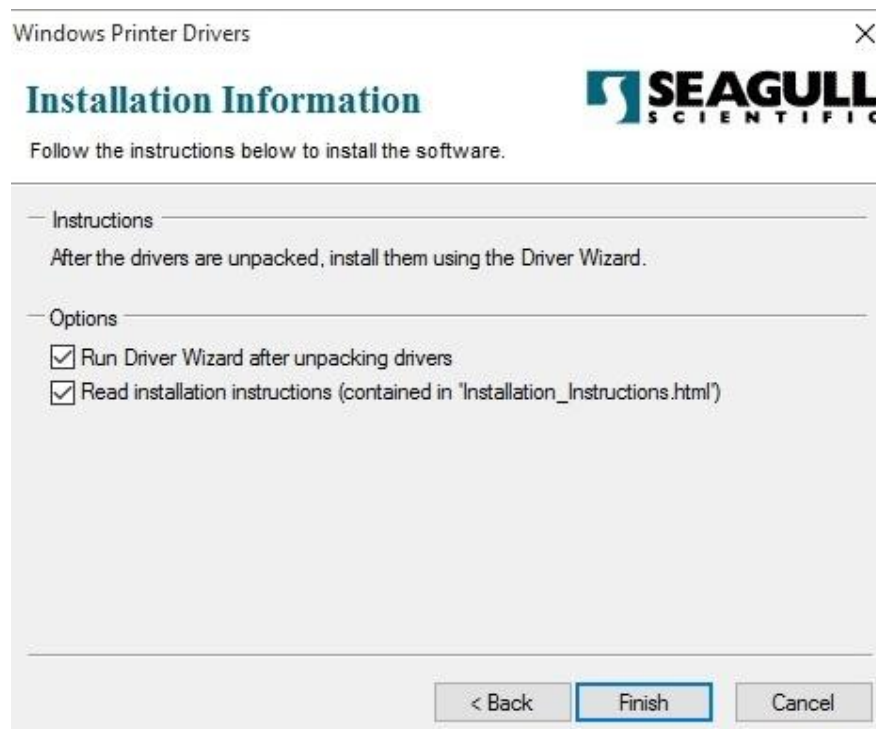 Windows Printer Drivers
Installation Information
SEAGULL
SCIENTIFIC
Follow the instructions below to install the software.
Instructions
After the drivers are unpacked, install them using the Driver Wizard.
Options
Run Driver Wizard after unpacking drivers
Read installation instructions (contained in 'Installation_Instructions.html')
< Back Finish Cancel